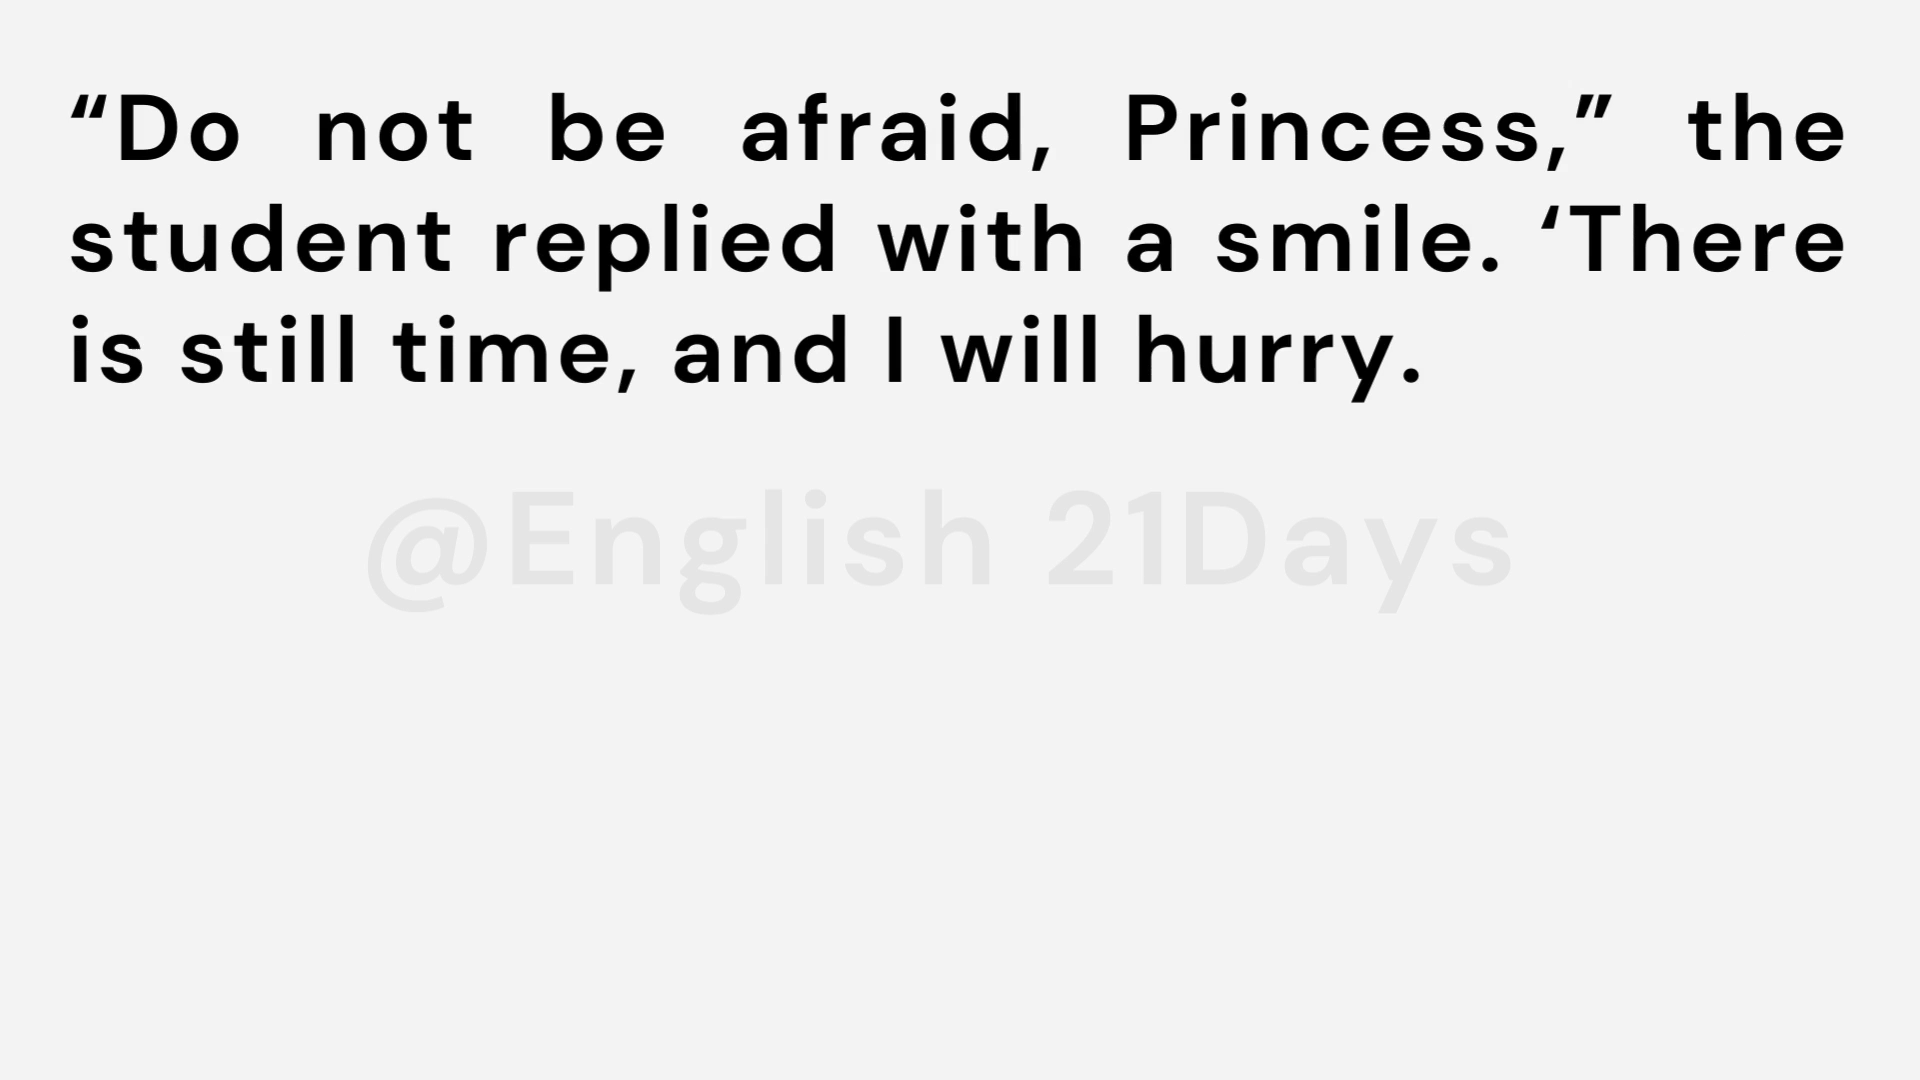 “Do not be afraid, Princess,” the
student replied with a smile. ‘There
is still time, and I will hurry.
@English 21Days